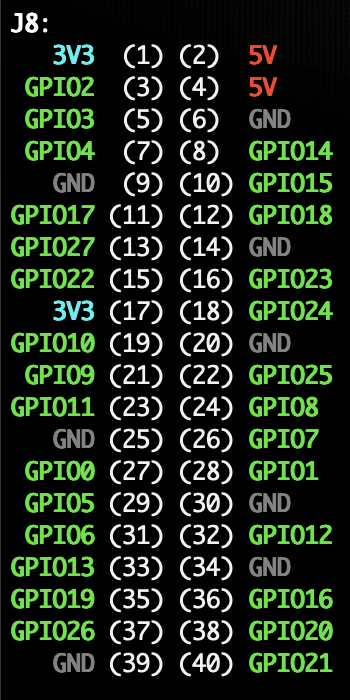 J8:
3V3 (1) (2) 5V
GPIO2 (3) (4) 5V
GPIO3 (5) (6) GND
GPIO4 (7) (8) GPIO14
GND (9) (10) GPIO15
GPIO17 (11) (12) GPIO18
GPIO27 (13) (14) GND
GPIO22 (15) (16) GPIO23
3V3 (17) (18) GPIO24
GPIO10 (19) (20) GND
GPIO9 (21) (22) GPIO25
GPIO11 (23) (24) GPIO8
GND (25) (26) GPIO7
GPIO0 (27) (28) GPIO1
GPIO5 (29) (30) GND
GPIO6 (31) (32) GPIO12
GPIO13 (33) (34) GND
GPIO19 (35) (36) GPIO16
GPIO26 (37) (38) GPIO20
GND (39) (40) GPIO21